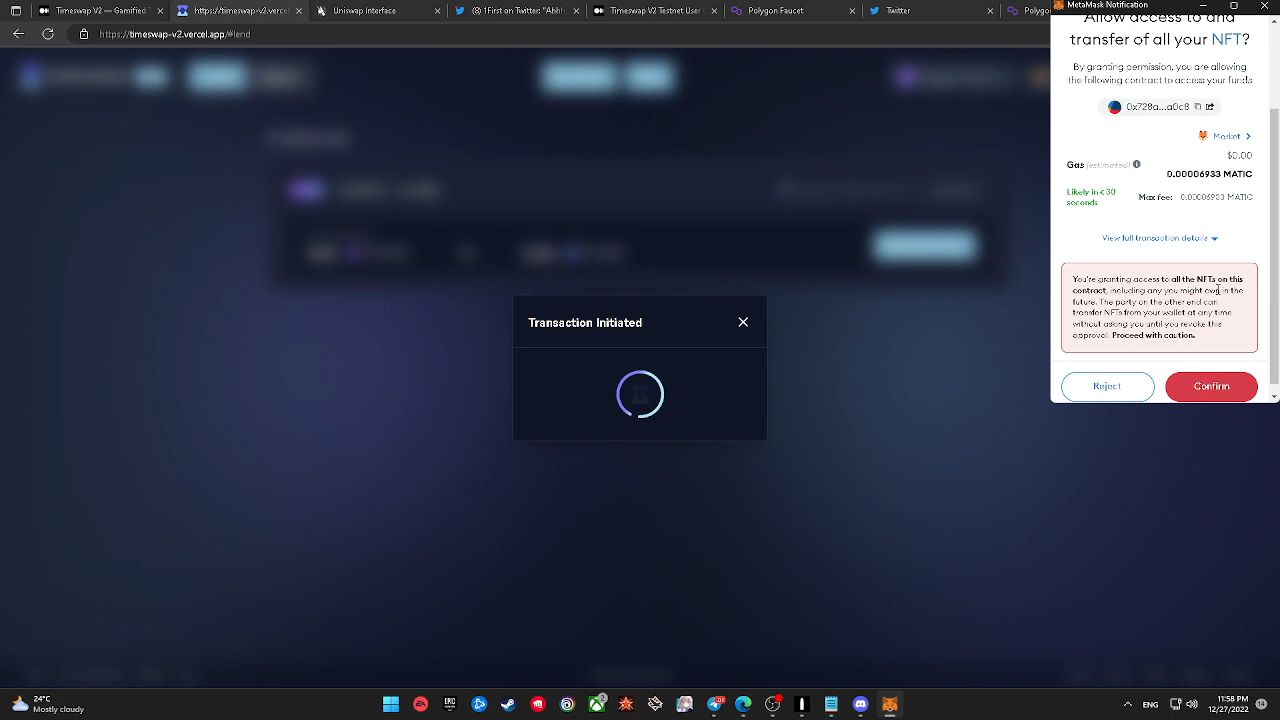 Timeswap V2 — Gamified T
https://timeswap-v2.vercel.app/#
Uniswap Interface
@.1First on Twitter: "Ahihi
Timeswap V2 Testnet User
Polygon Faucet
Twitter
Polygon
https://timeswap-v2.vercel.app/#lend
MetaMask Notification
Allow access to and
transfer of all your NFT?
By granting permission, you are allowing
the following contract to access your funds
0x728a...a0c8
Market >
$0.00
Gas (estimated)
0.00006933 MATIC
Likely in < 30
seconds
Max fee: 0.00006933 MATIC
View full transaction details
You're granting access to all the NFTs on this
contract, including any you might own in the
future. The party on the other end can
transfer NFTs from your wallet at any time
without asking you until you revoke this
approval. Proceed with caution.
Reject
Confirm
Transaction Initiated
24°C
Mostly cloudy
ENG
11:58 PM
12/27/2022